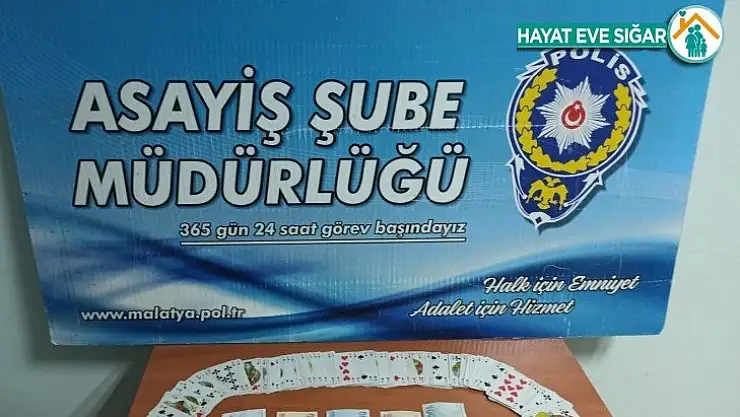 HAYAT EVE SIĞAR
POLİS
ASAYİŞ ŞUBE
MÜDÜRLÜĞÜ
365 gün 24 saat görev başındayız
Halk için Emniyet
Adalet için Hizmet
www.malatya.pol.tr